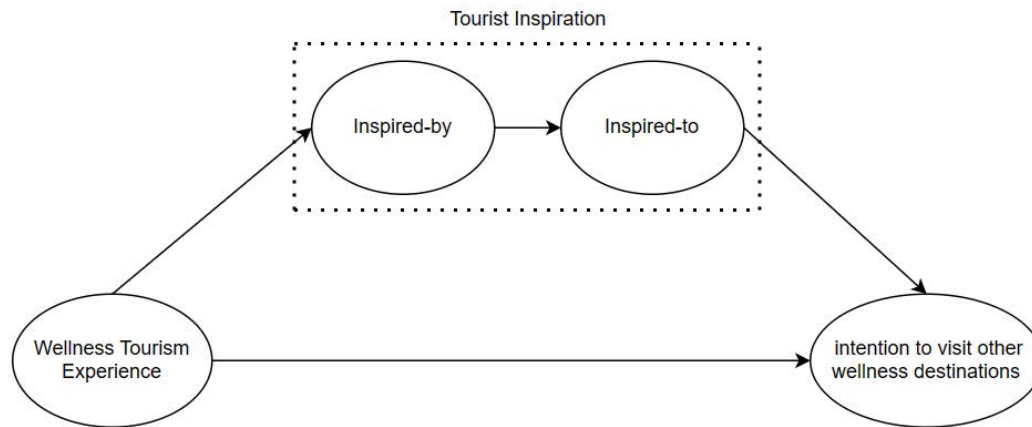 Tourist Inspiration
Inspired-by
Inspired-to
Wellness Tourism
Experience
intention to visit other
wellness destinations